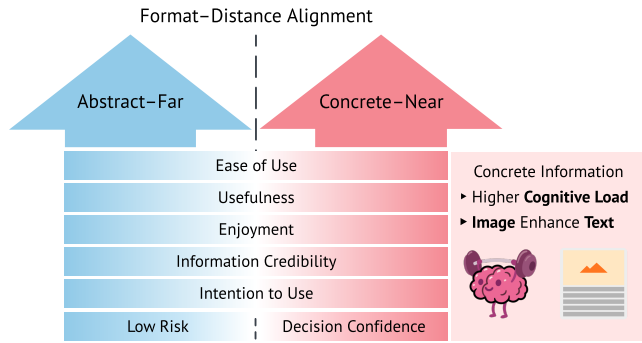 Format–Distance Alignment
Abstract–Far
Concrete–Near
Ease of Use
Usefulness
Enjoyment
Information Credibility
Intention to Use
Low Risk
Decision Confidence
Concrete Information
▸ Higher Cognitive Load
▸ Image Enhance Text